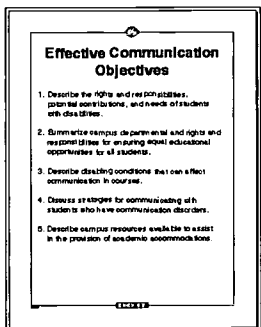 Effective Communication
Objectives
1. Describe the rights and responsibilities,
potential contributions, and needs of students
with disabilities.
2. Summarize campus departmental and rights and
responsibilities for ensuring equal educational
opportunities for all students.
3. Describe disabling conditions that can affect
communication in courses.
4. Discuss strategies for communicating with
students who have communication disorders.
5. Describe campus resources available to assist
in the provision of academic accommodations.